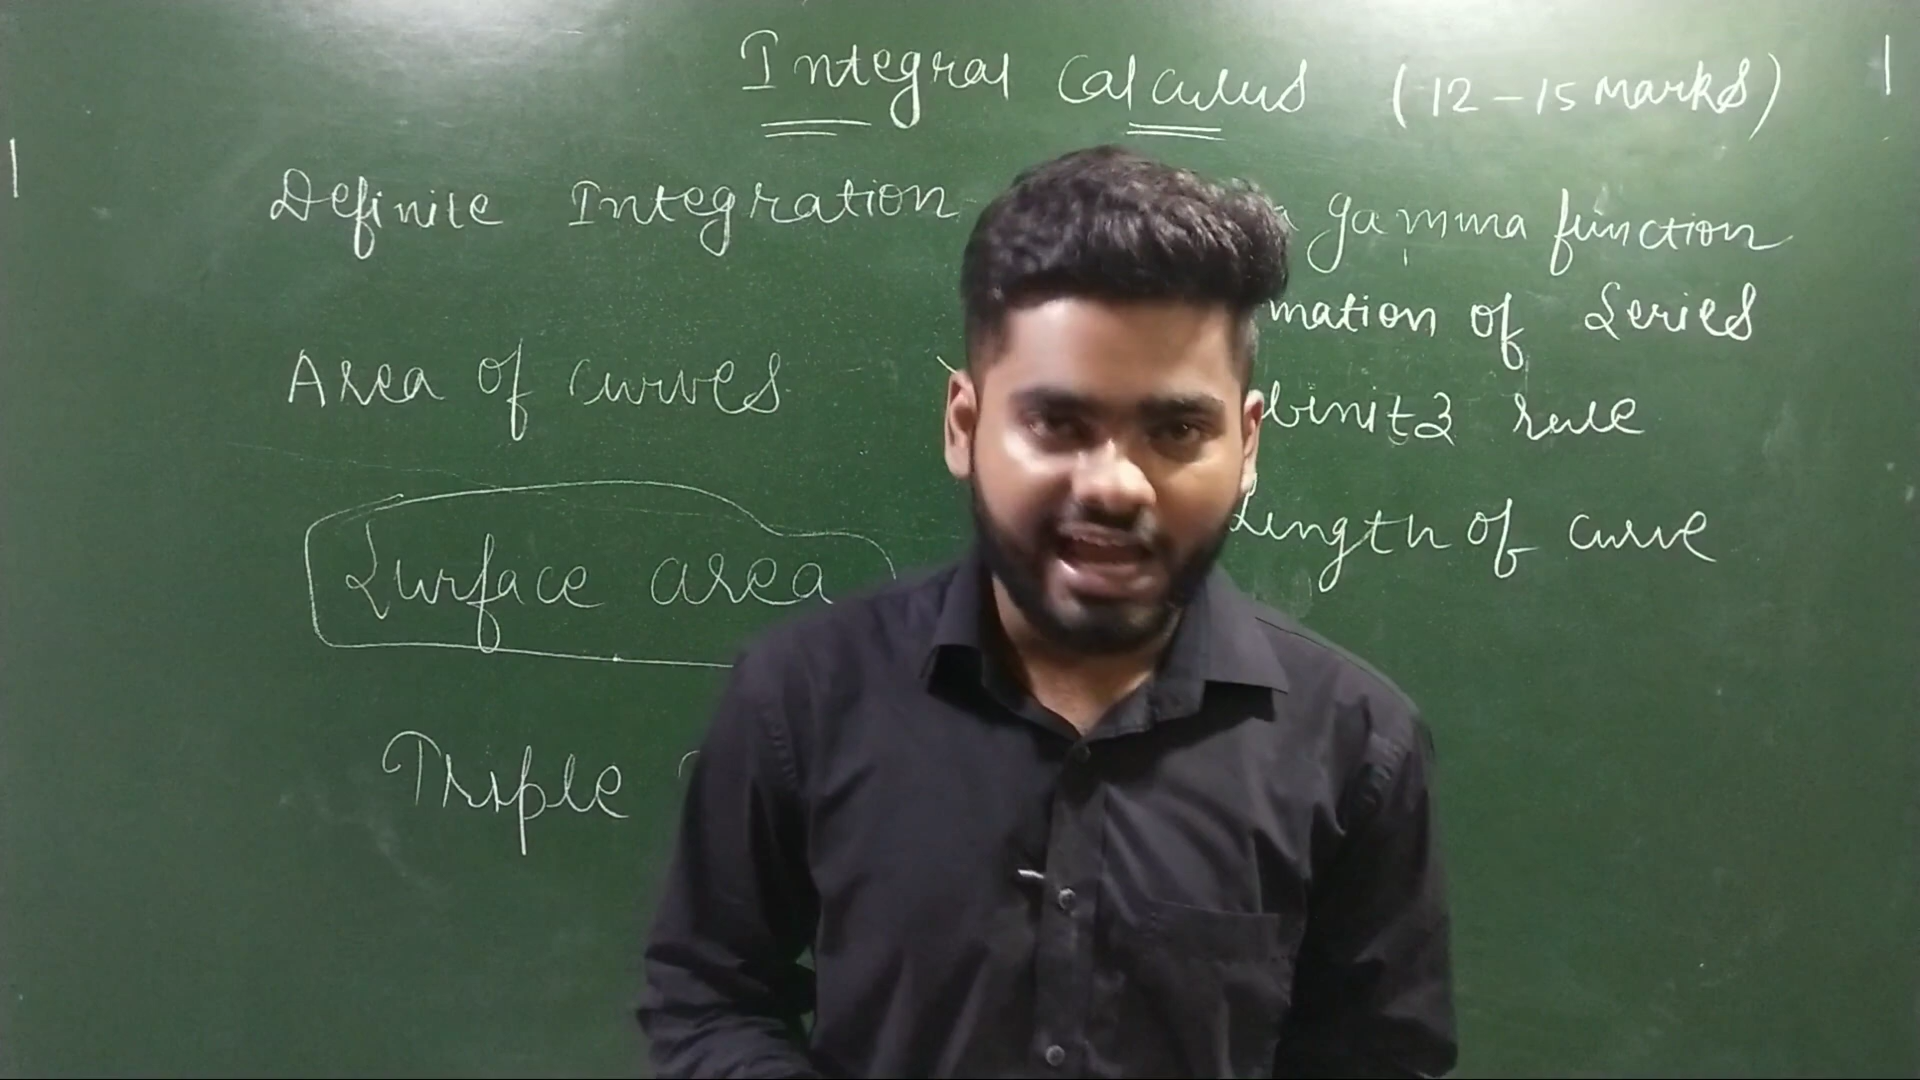 Integral Calculus (12-15 Marks)
Definite Integration
gamma function
mation of Series
Area of curves
binitz rule
Surface area
Length of curve
Triple